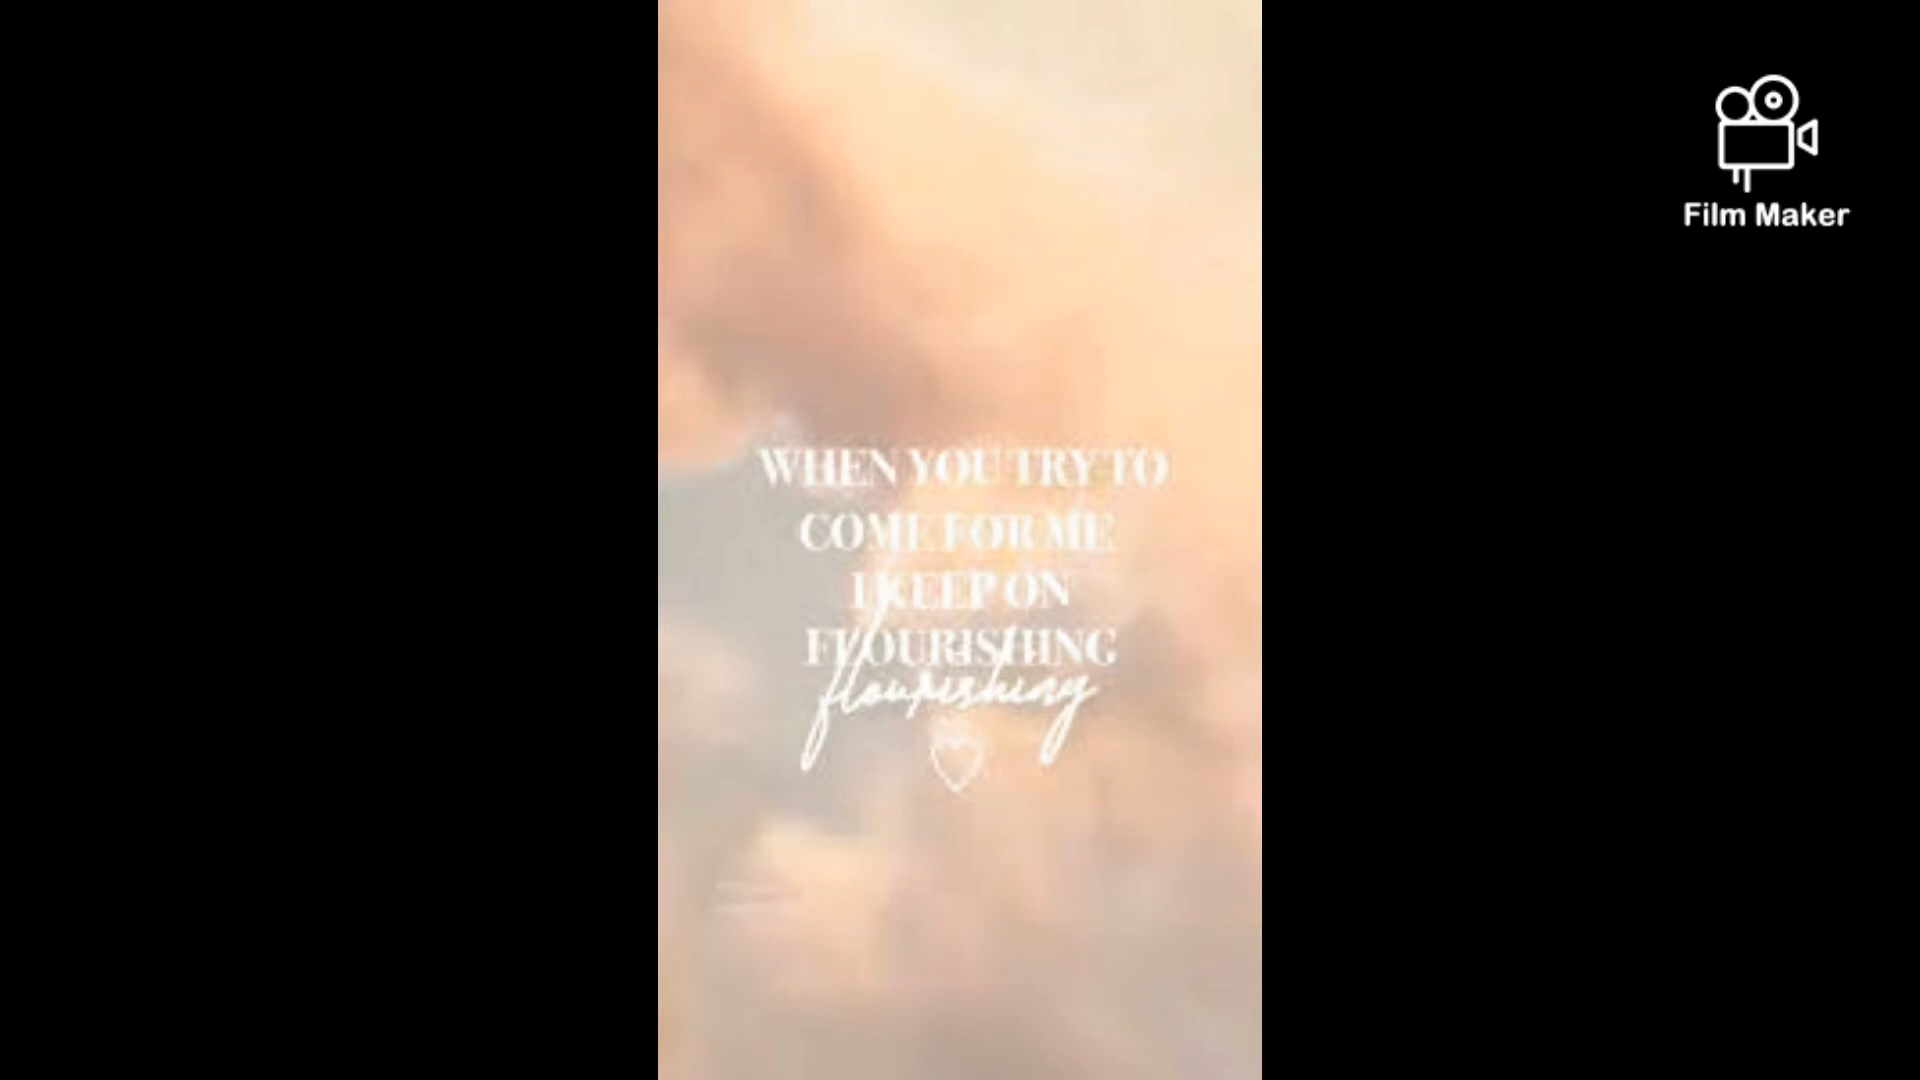 Film Maker
WHEN YOU TRY TO
COME FOR ME
I KEEP ON
FLOURISHING
flourishing